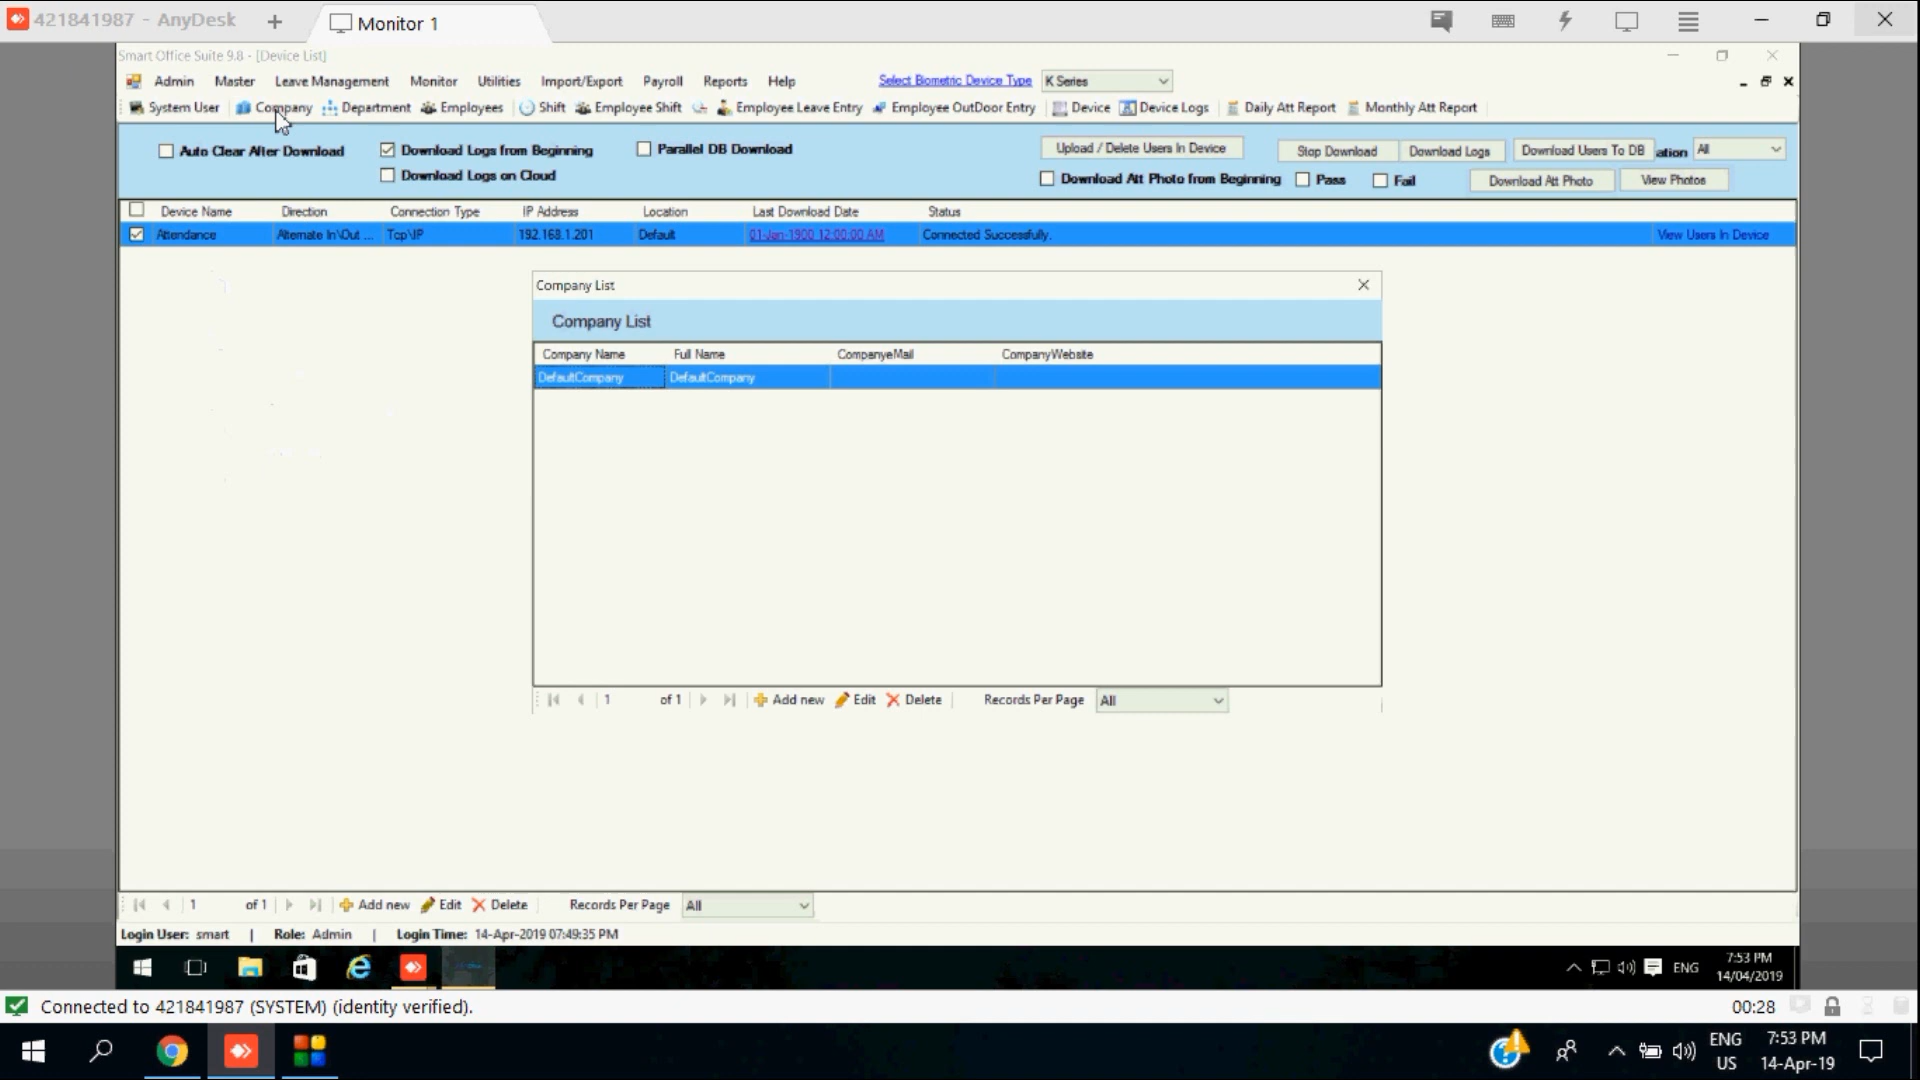 421841987 - AnyDesk
Monitor 1
Smart Office Suite 9.8 - [Device List]
Admin Master Leave Management Monitor Utilities Import/Export Payroll Reports Help Select Biometric Device Type K Series
System User Company Department Employees Shift Employee Shift Employee Leave Entry Employee OutDoor Entry Device Device Logs Daily Att Report Monthly Att Report
Auto Clear After Download Download Logs from Beginning Parallel DB Download Upload / Delete Users In Device Stop Download Download Logs Download Users To DB ation All
Download Logs on Cloud Download Att Photo from Beginning Pass Fail Download Att Photo View Photos
Device Name Direction Connection Type IP Address Location Last Download Date Status
Attendance Alternate In\Out ... Tcp\IP 192.168.1.201 Default 01-Jan-1900 12:00:00 AM Connected Successfully. View Users In Device
Company List
Company List
Company Name Full Name CompanyeMail CompanyWebsite
DefaultCompany DefaultCompany
1 of 1 Add new Edit Delete Records Per Page All
1 of 1 Add new Edit Delete Records Per Page All
Login User: smart | Role: Admin | Login Time: 14-Apr-2019 07:49:35 PM
ENG 7:53 PM
14/04/2019
Connected to 421841987 (SYSTEM) (identity verified). 00:28
ENG 7:53 PM
US 14-Apr-19